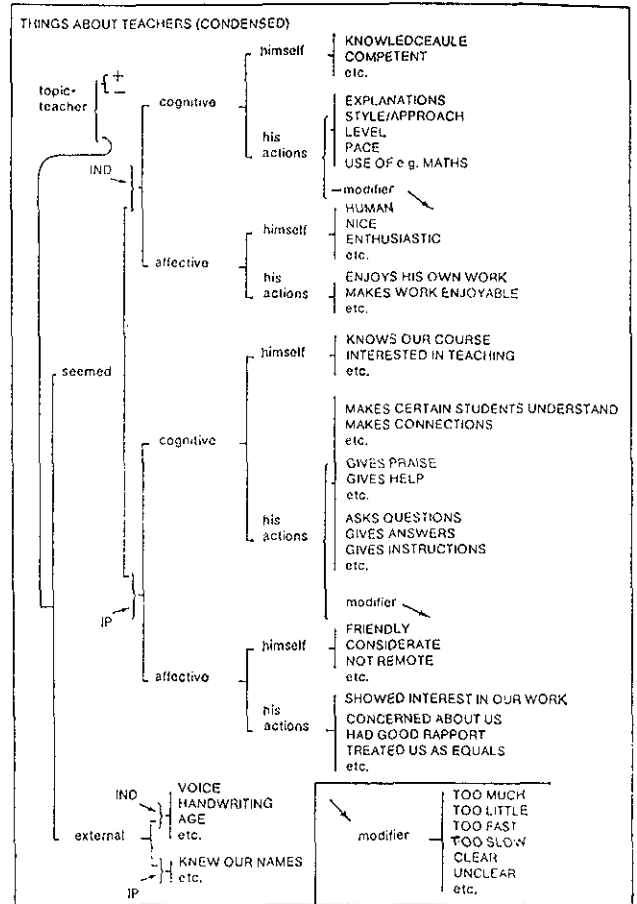 THINGS ABOUT TEACHERS (CONDENSED)
topic-
teacher
+
−
IND
cognitive
himself
KNOWLEDCEAULE
COMPETENT
etc.
his
actions
EXPLANATIONS
STYLE/APPROACH
LEVEL
PACE
USE OF e g. MATHS
modifier
affective
himself
HUMAN
NICE
ENTHUSIASTIC
etc.
his
actions
ENJOYS HIS OWN WORK
MAKES WORK ENJOYABLE
etc.
seemed
IP
cognitive
himself
KNOWS OUR COURSE
INTERESTED IN TEACHING
etc.
his
actions
MAKES CERTAIN STUDENTS UNDERSTAND
MAKES CONNECTIONS
etc.
GIVES PRAISE
GIVES HELP
etc.
ASKS QUESTIONS
GIVES ANSWERS
GIVES INSTRUCTIONS
etc.
modifier
affective
himself
FRIENDLY
CONSIDERATE
NOT REMOTE
etc.
his
actions
SHOWED INTEREST IN OUR WORK
CONCERNED ABOUT US
HAD GOOD RAPPORT
TREATED US AS EQUALS
etc.
external
IND
VOICE
HANDWRITING
AGE
etc.
IP
KNEW OUR NAMES
etc.
modifier
TOO MUCH
TOO LITTLE
TOO FAST
TOO SLOW
CLEAR
UNCLEAR
etc.